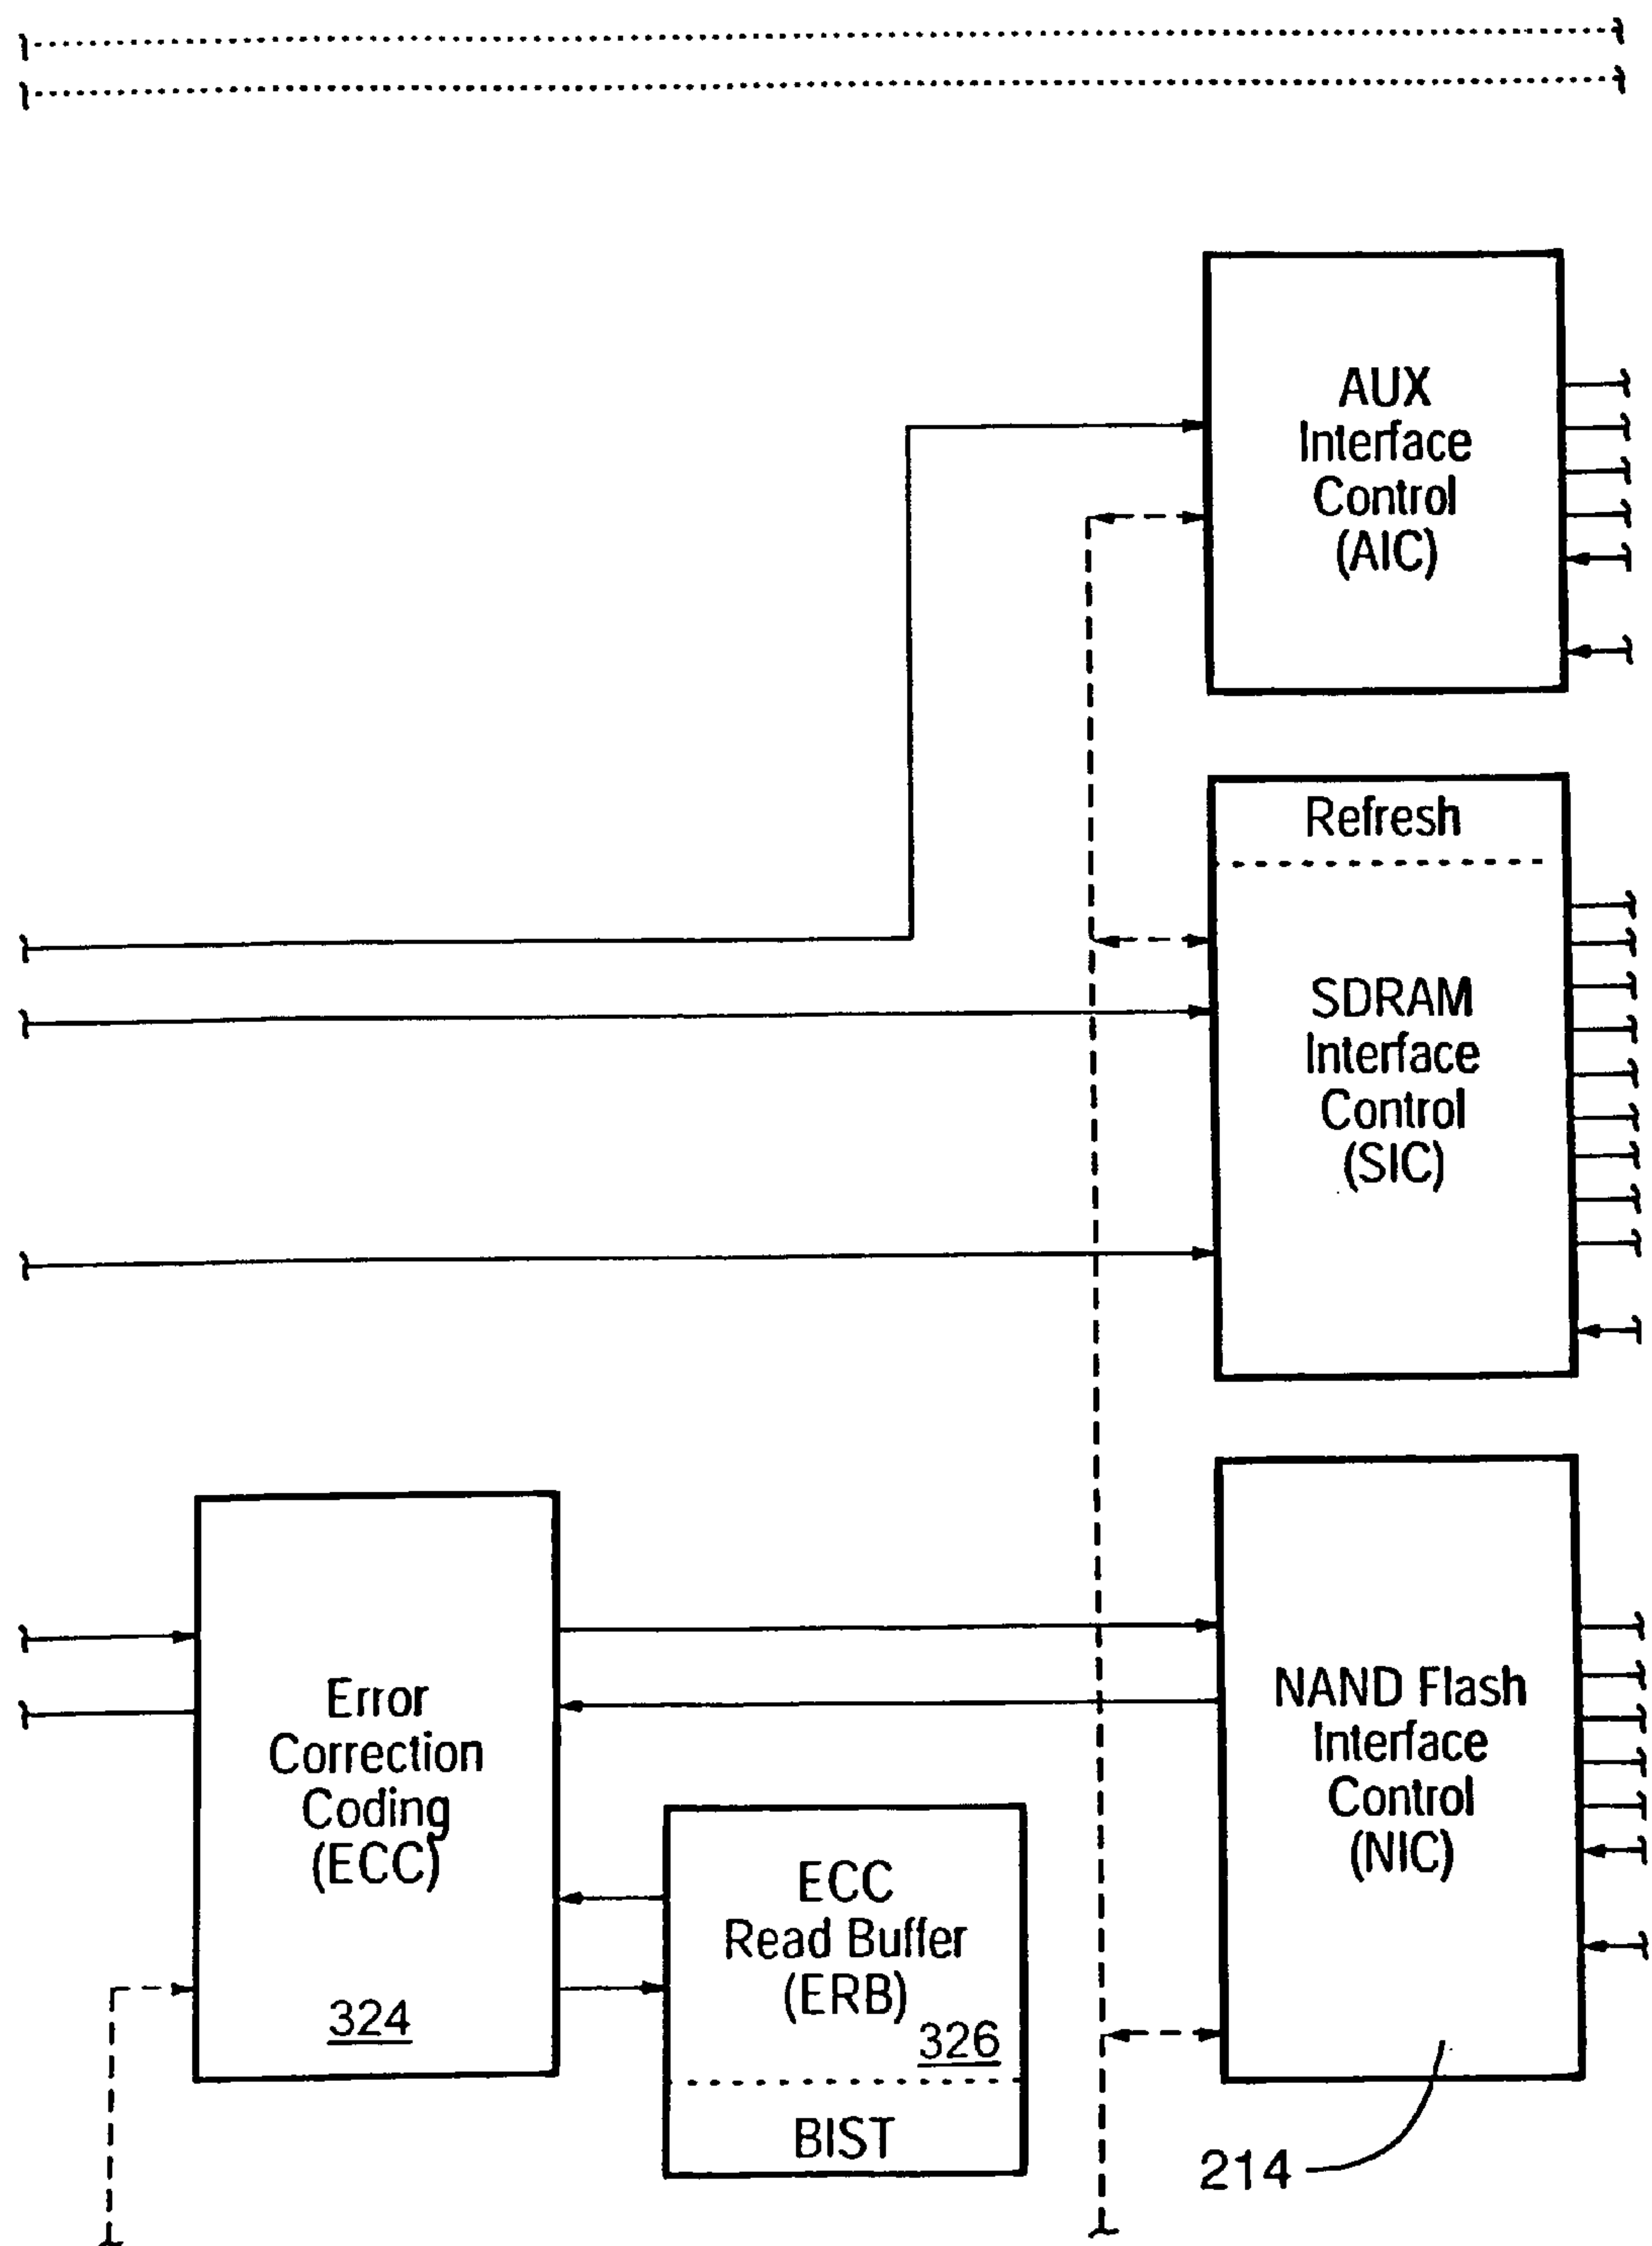 AUX
Interface
Control
(AIC)
Refresh
SDRAM
Interface
Control
(SIC)
Error
Correction
Coding
(ECC)
324
ECC
Read Buffer
(ERB)
326
BIST
NAND Flash
Interface
Control
(NIC)
214